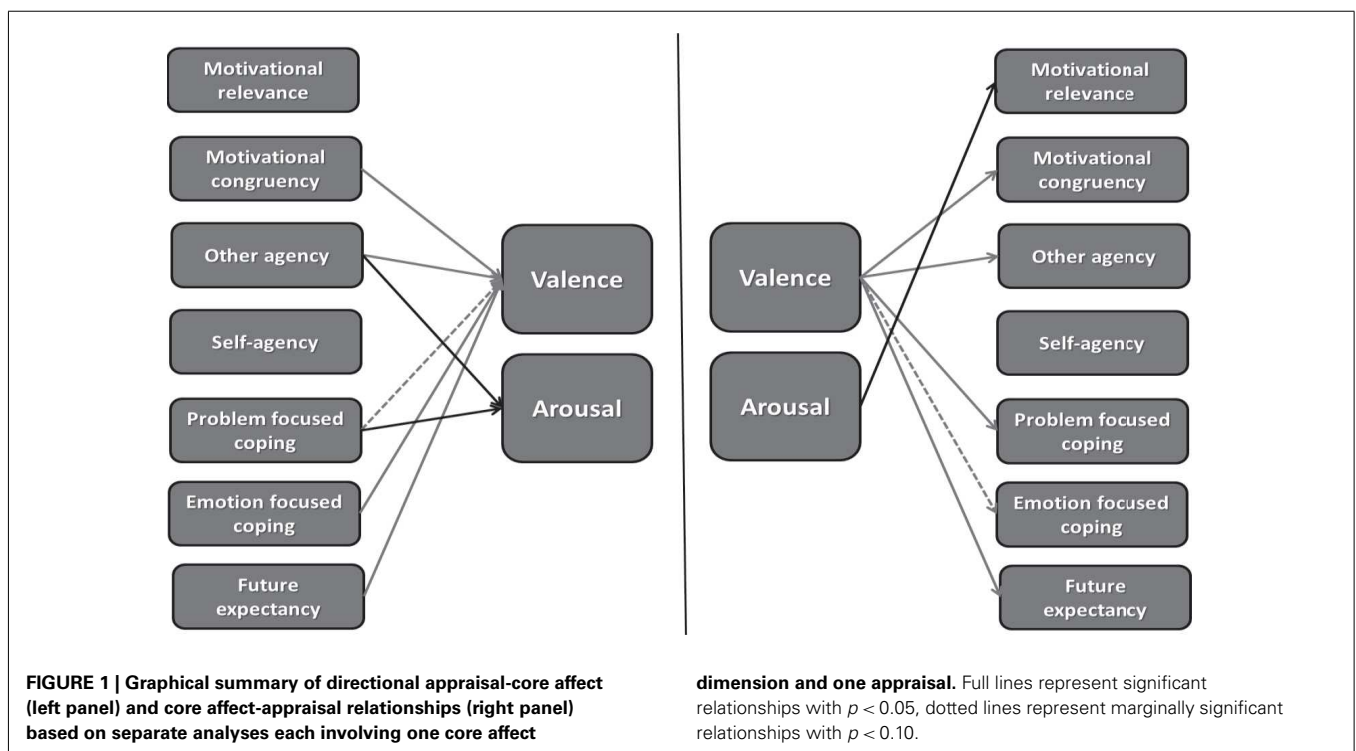 Motivational
relevance
Motivational
congruency
Other agency
Self-agency
Problem focused
coping
Emotion focused
coping
Future
expectancy
Valence
Arousal
Valence
Arousal
Motivational
relevance
Motivational
congruency
Other agency
Self-agency
Problem focused
coping
Emotion focused
coping
Future
expectancy
FIGURE 1 | Graphical summary of directional appraisal-core affect
(left panel) and core affect-appraisal relationships (right panel)
based on separate analyses each involving one core affect
dimension and one appraisal. Full lines represent significant
relationships with p < 0.05, dotted lines represent marginally significant
relationships with p < 0.10.